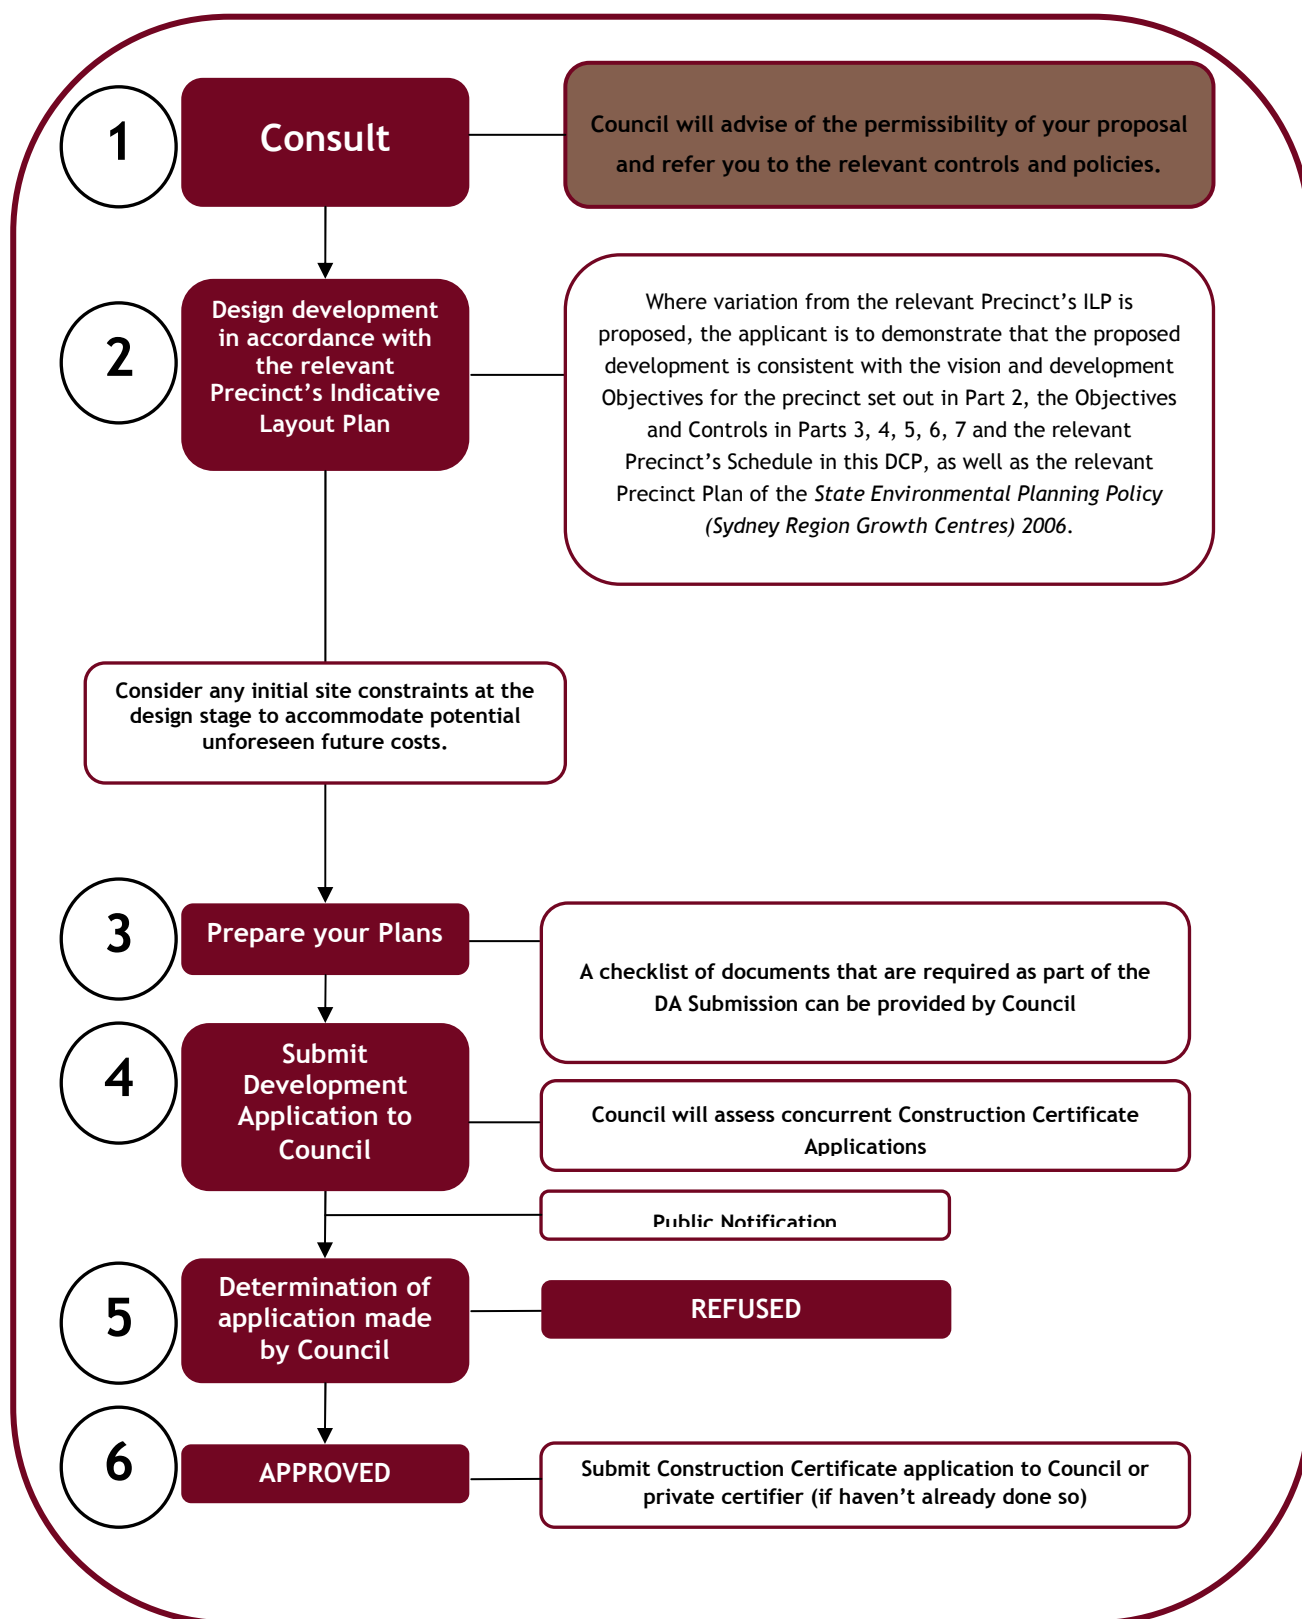 1
Consult
Council will advise of the permissibility of your proposal
and refer you to the relevant controls and policies.
2
Design development
in accordance with
the relevant
Precinct’s Indicative
Layout Plan
Where variation from the relevant Precinct’s ILP is
proposed, the applicant is to demonstrate that the proposed
development is consistent with the vision and development
Objectives for the precinct set out in Part 2, the Objectives
and Controls in Parts 3, 4, 5, 6, 7 and the relevant
Precinct’s Schedule in this DCP, as well as the relevant
Precinct Plan of the State Environmental Planning Policy
(Sydney Region Growth Centres) 2006.
Consider any initial site constraints at the
design stage to accommodate potential
unforeseen future costs.
3
Prepare your Plans
A checklist of documents that are required as part of the
DA Submission can be provided by Council
4
Submit
Development
Application to
Council
Council will assess concurrent Construction Certificate
Applications
Public Notification
5
Determination of
application made
by Council
REFUSED
6
APPROVED
Submit Construction Certificate application to Council or
private certifier (if haven’t already done so)